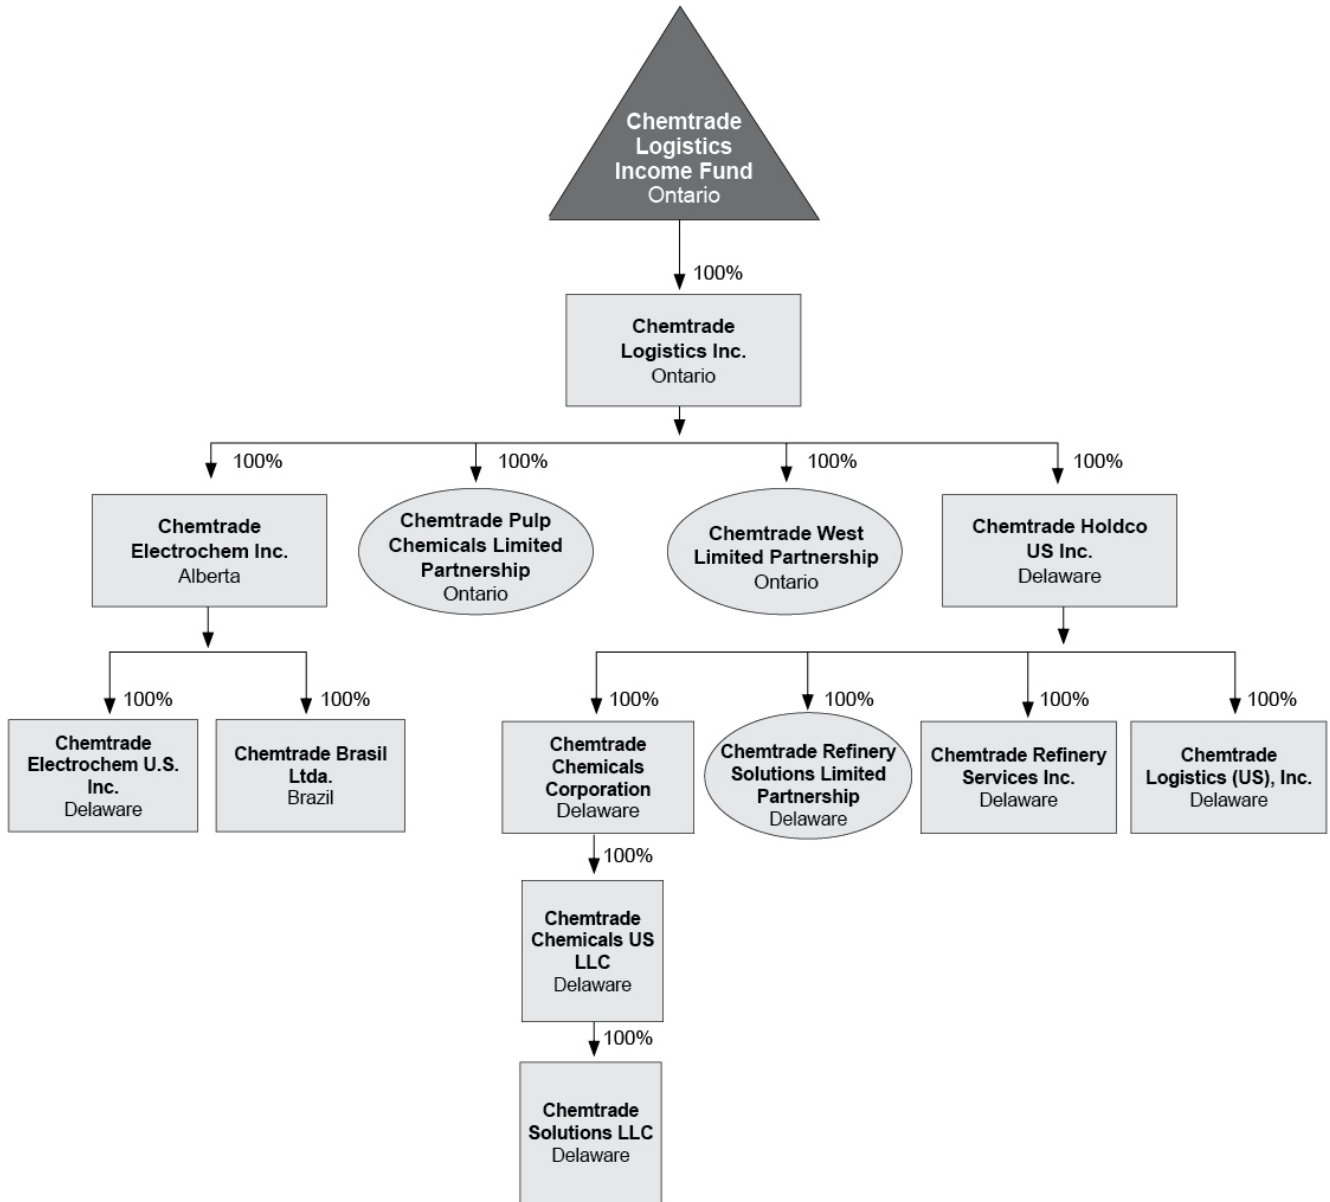 Chemtrade
Logistics
Income Fund
Ontario
100%
Chemtrade
Logistics Inc.
Ontario
100%
100%
100%
100%
Chemtrade
Electrochem Inc.
Alberta
Chemtrade Pulp
Chemicals Limited
Partnership
Ontario
Chemtrade West
Limited Partnership
Ontario
Chemtrade Holdco
US Inc.
Delaware
100%
100%
100%
100%
100%
100%
Chemtrade
Electrochem U.S.
Inc.
Delaware
Chemtrade Brasil
Ltda.
Brazil
Chemtrade
Chemicals
Corporation
Delaware
Chemtrade Refinery
Solutions Limited
Partnership
Delaware
Chemtrade Refinery
Services Inc.
Delaware
Chemtrade
Logistics (US), Inc.
Delaware
100%
Chemtrade
Chemicals US
LLC
Delaware
100%
Chemtrade
Solutions LLC
Delaware